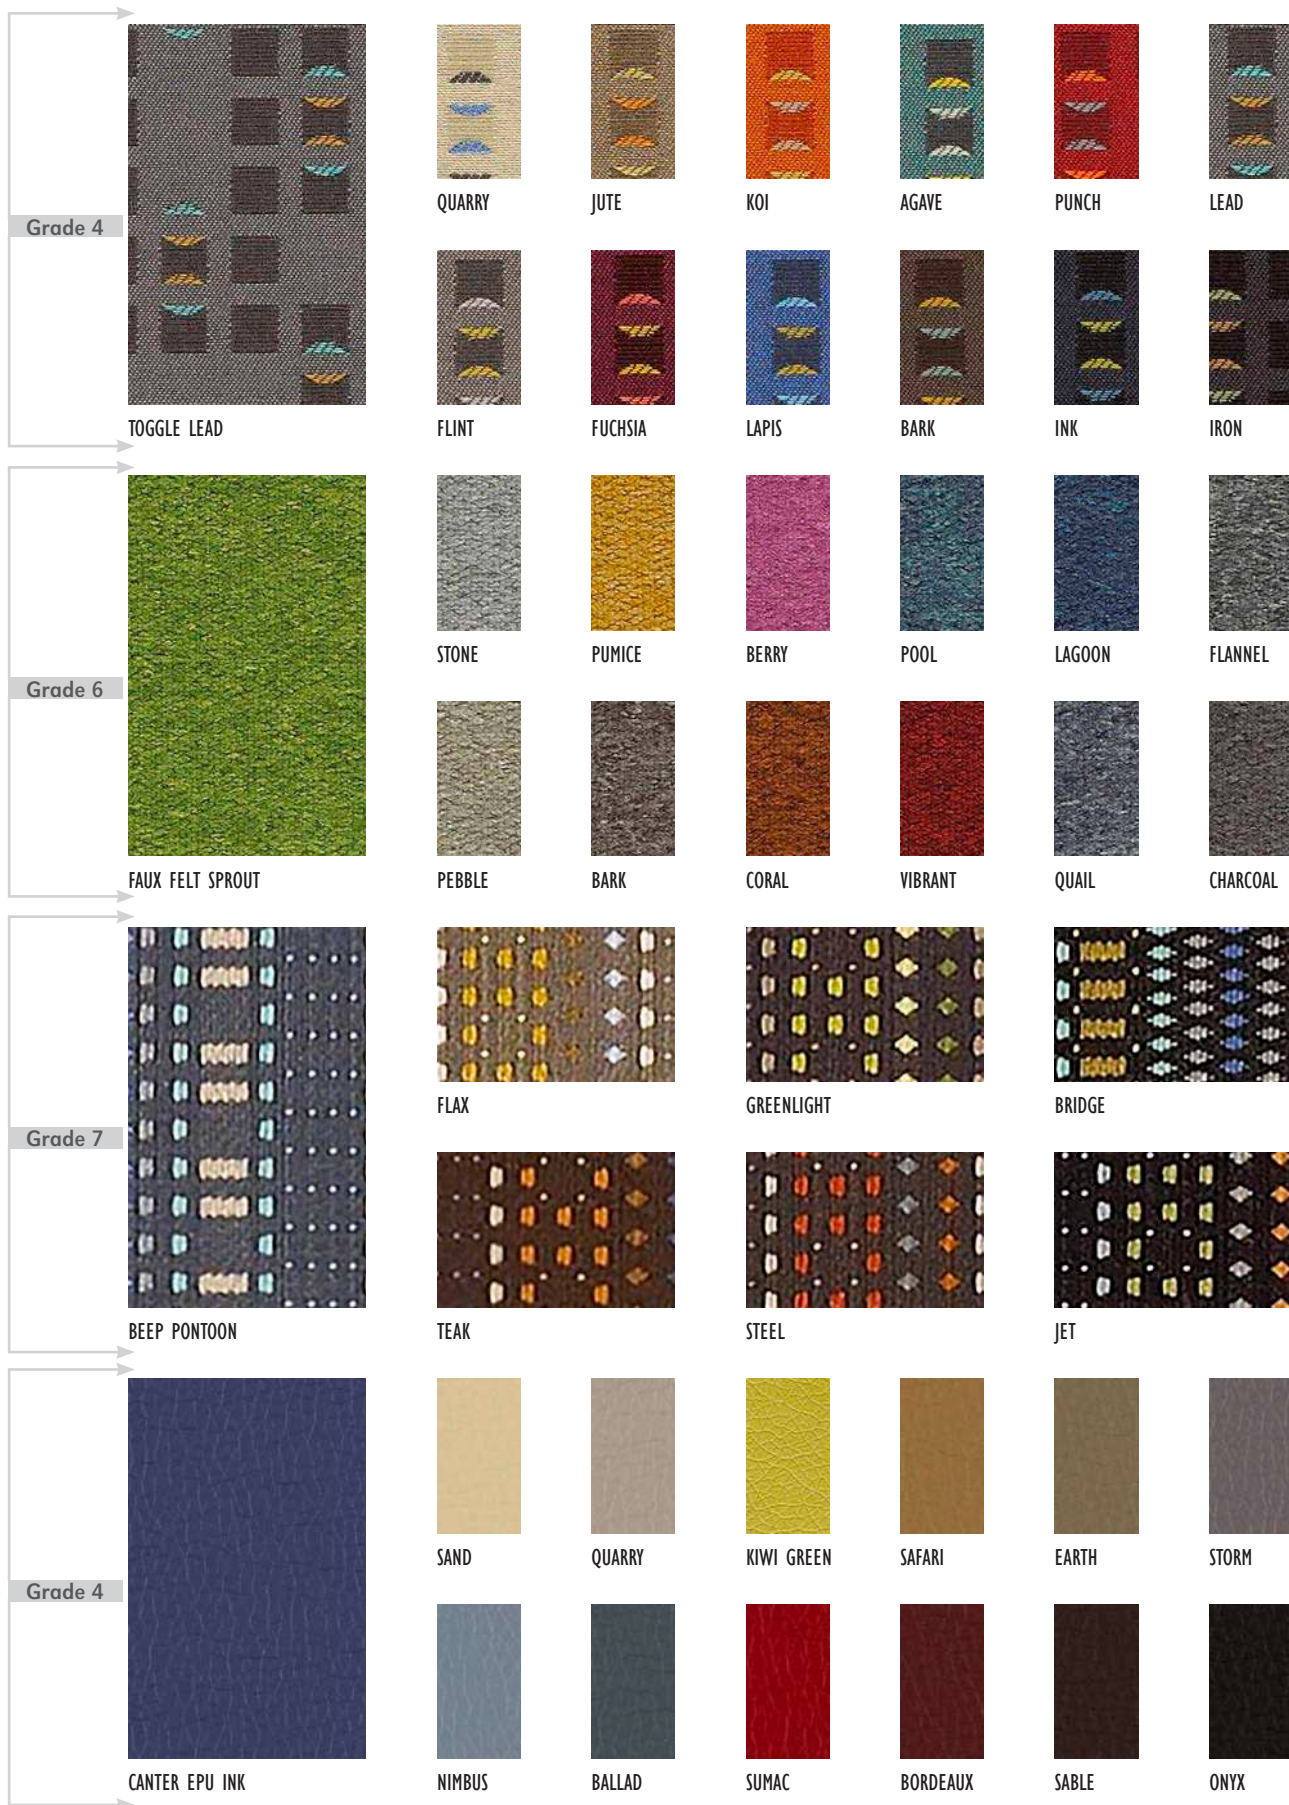 QUARRY JUTE KOI AGAVE PUNCH LEAD
Grade 4
TOGGLE LEAD FLINT FUCHSIA LAPIS BARK INK IRON
STONE PUMICE BERRY POOL LAGOON FLANNEL
Grade 6
FAUX FELT SPROUT PEBBLE BARK CORAL VIBRANT QUAIL CHARCOAL
FLAX GREENLIGHT BRIDGE
Grade 7
BEEP PONTOON TEAK STEEL JET
SAND QUARRY KIWI GREEN SAFARI EARTH STORM
Grade 4
CANTER EPU INK NIMBUS BALLAD SUMAC BORDEAUX SABLE ONYX